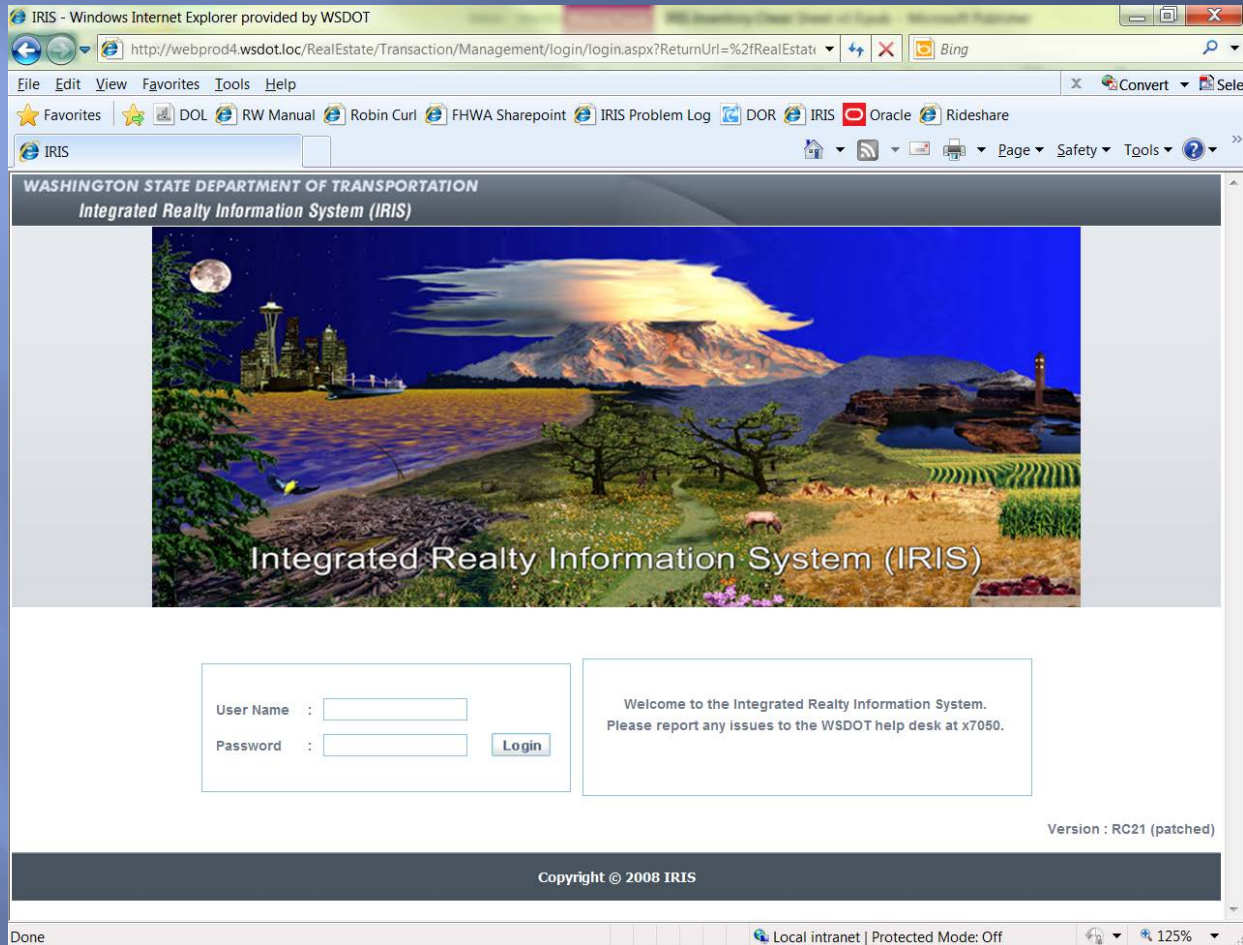 IRIS - Windows Internet Explorer provided by WSDOT
http://webprod4.wsdot.loc/RealEstate/Transaction/Management/login/login.aspx?ReturnUrl=%2fRealEstat
Bing
File Edit View Favorites Tools Help
Convert Sele
Favorites DOL RW Manual Robin Curl FHWA Sharepoint IRIS Problem Log DOR IRIS Oracle Rideshare
IRIS
Page Safety Tools
WASHINGTON STATE DEPARTMENT OF TRANSPORTATION
Integrated Realty Information System (IRIS)
Integrated Realty Information System (IRIS)
User Name :
Password : Login
Welcome to the Integrated Realty Information System.
Please report any issues to the WSDOT help desk at x7050.
Version : RC21 (patched)
Copyright © 2008 IRIS
Done Local intranet | Protected Mode: Off 125%